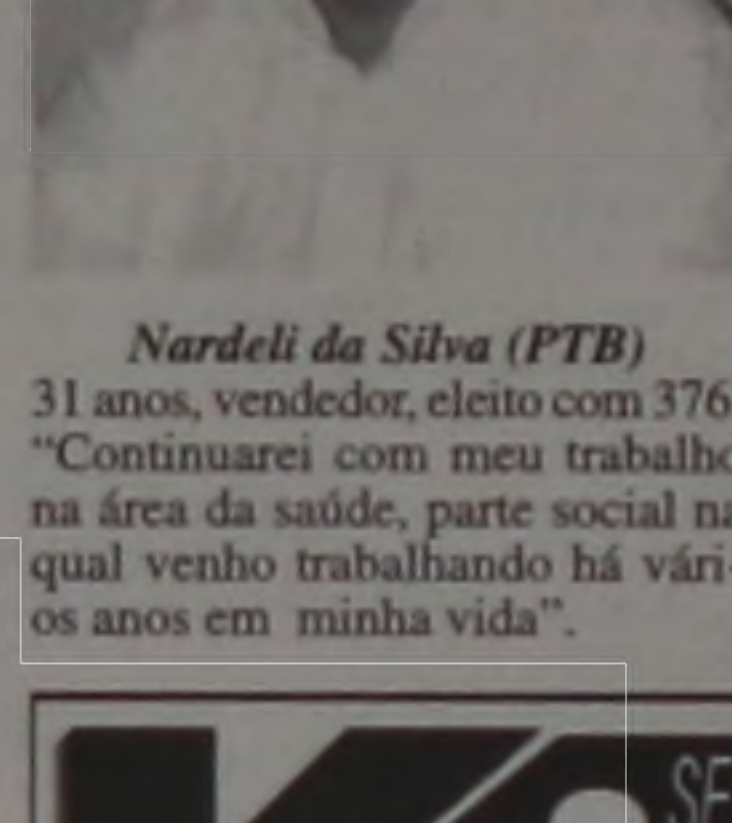 Nardeli da Silva (PTB)
31 anos, vendedor, eleito com 376
“Continuarei com meu trabalho
na área da saúde, parte social na
qual venho trabalhando há vári-
os anos em minha vida”.